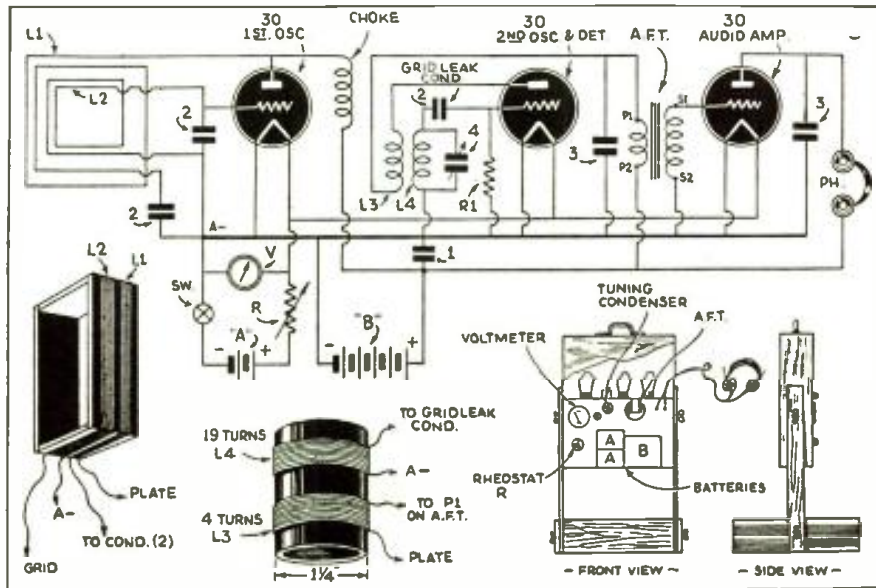 L1
30
1ST. OSC
CHOKE
30
2ND OSC & DET.
A.F.T.
30
AUDIO AMP.
GRID LEAK
COND
L2
2
2
4
P1
S1
3
3
P2
S2
L3
L4
R1
PH
2
A-
1
V
L2
L1
SW
R
"A"
- +
"B"
- +
TUNING
CONDENSER
VOLTMETER
A.F.T.
19 TURNS
L4
TO GRIDLEAK
COND.
A-
A
A
B
PLATE
4 TURNS
L3
TO P1
ON A.F.T.
RHEOSTAT
R
BATTERIES
A-
TO COND.(2)
PLATE
GRID
1 1/4"
- FRONT VIEW -
- SIDE VIEW -